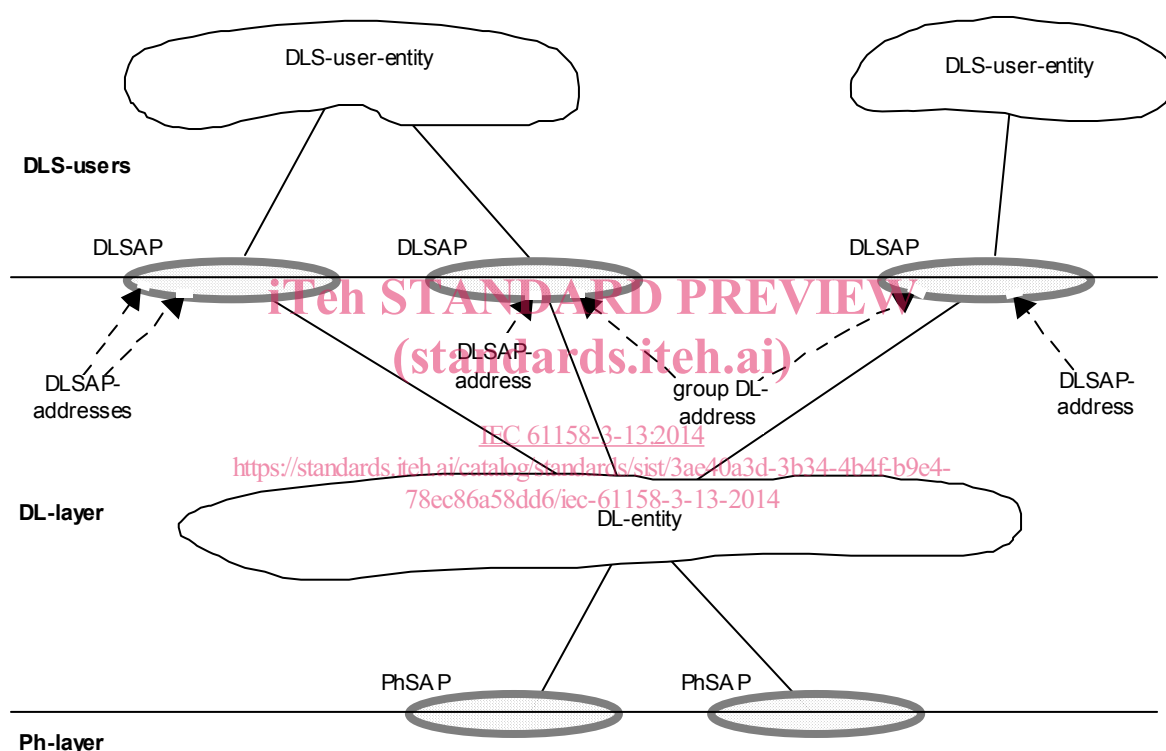 DLS-user-entity
DLS-user-entity
DLS-users
DLSAP
DLSAP
DLSAP
iTeh STANDARD PREVIEW
(standards.iteh.ai)
DLSAP-
addresses
DLSAP-
address
group DL-
address
DLSAP-
address
IEC 61158-3-13:2014
https://standards.iteh.ai/catalog/standards/sist/3ae40a3d-3b34-4b4f-b9e4-
78ec86a58dd6/iec-61158-3-13-2014
DL-layer
DL-entity
PhSAP
PhSAP
Ph-layer